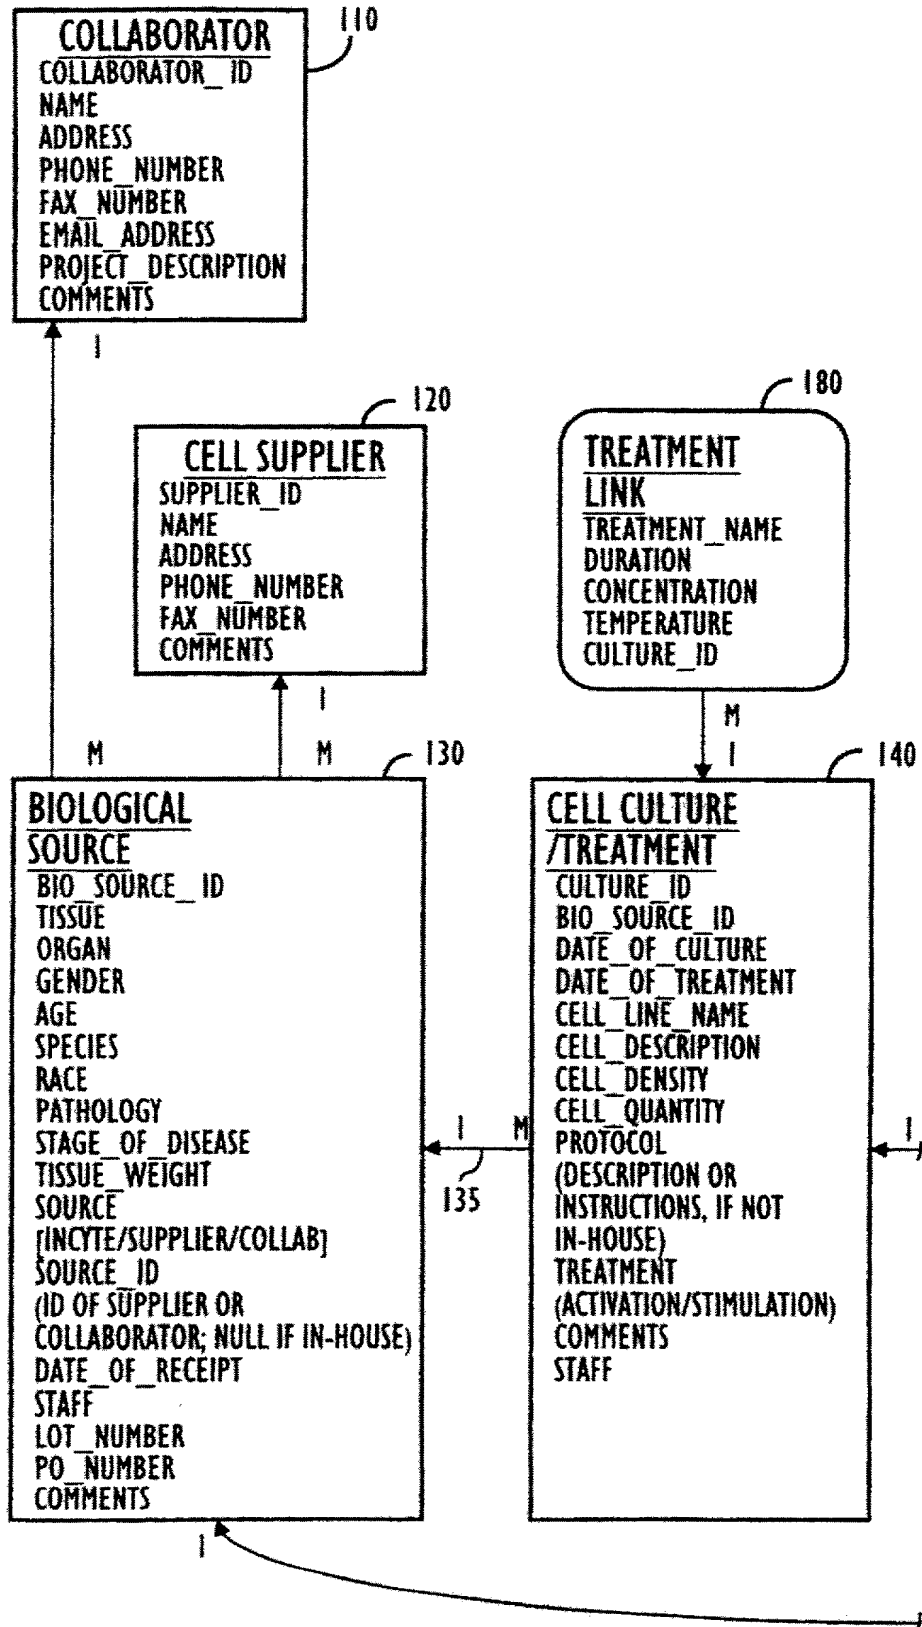 110
COLLABORATOR
COLLABORATOR_ID
NAME
ADDRESS
PHONE_NUMBER
FAX_NUMBER
EMAIL_ADDRESS
PROJECT_DESCRIPTION
COMMENTS
1
120
CELL SUPPLIER
SUPPLIER_ID
NAME
ADDRESS
PHONE_NUMBER
FAX_NUMBER
COMMENTS
1
180
TREATMENT
LINK
TREATMENT_NAME
DURATION
CONCENTRATION
TEMPERATURE
CULTURE_ID
M
1
M
M
130
BIOLOGICAL
SOURCE
BIO_SOURCE_ID
TISSUE
ORGAN
GENDER
AGE
SPECIES
RACE
PATHOLOGY
STAGE_OF_DISEASE
TISSUE_WEIGHT
SOURCE
[INCYTE/SUPPLIER/COLLAB]
SOURCE_ID
(ID OF SUPPLIER OR
COLLABORATOR; NULL IF IN-HOUSE)
DATE_OF_RECEIPT
STAFF
LOT_NUMBER
PO_NUMBER
COMMENTS
1
1 M
135
140
CELL CULTURE
/TREATMENT
CULTURE_ID
BIO_SOURCE_ID
DATE_OF_CULTURE
DATE_OF_TREATMENT
CELL_LINE_NAME
CELL_DESCRIPTION
CELL_DENSITY
CELL_QUANTITY
PROTOCOL
(DESCRIPTION OR
INSTRUCTIONS, IF NOT
IN-HOUSE)
TREATMENT
(ACTIVATION/STIMULATION)
COMMENTS
STAFF
1